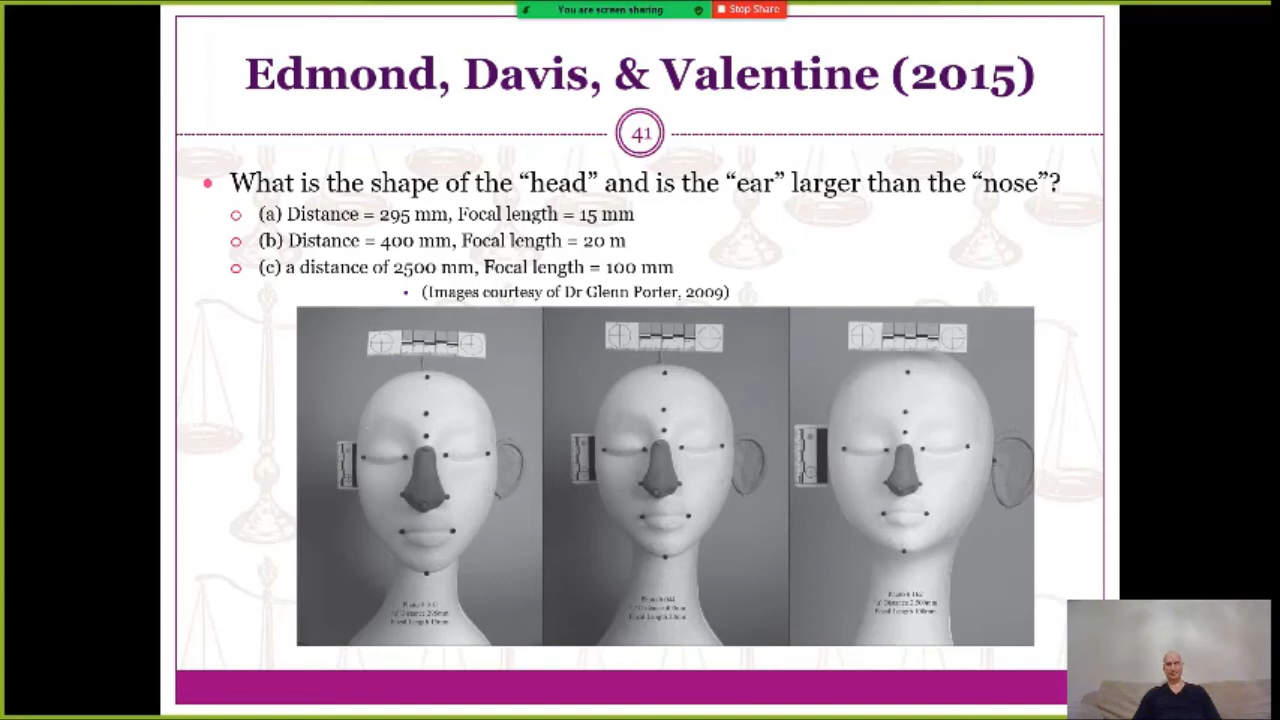 You are screen sharing
Stop Share
Edmond, Davis, & Valentine (2015)
41
What is the shape of the “head” and is the “ear” larger than the “nose”?
(a) Distance = 295 mm, Focal length = 15 mm
(b) Distance = 400 mm, Focal length = 20 m
(c) a distance of 2500 mm, Focal length = 100 mm
(Images courtesy of Dr Glenn Porter, 2009)